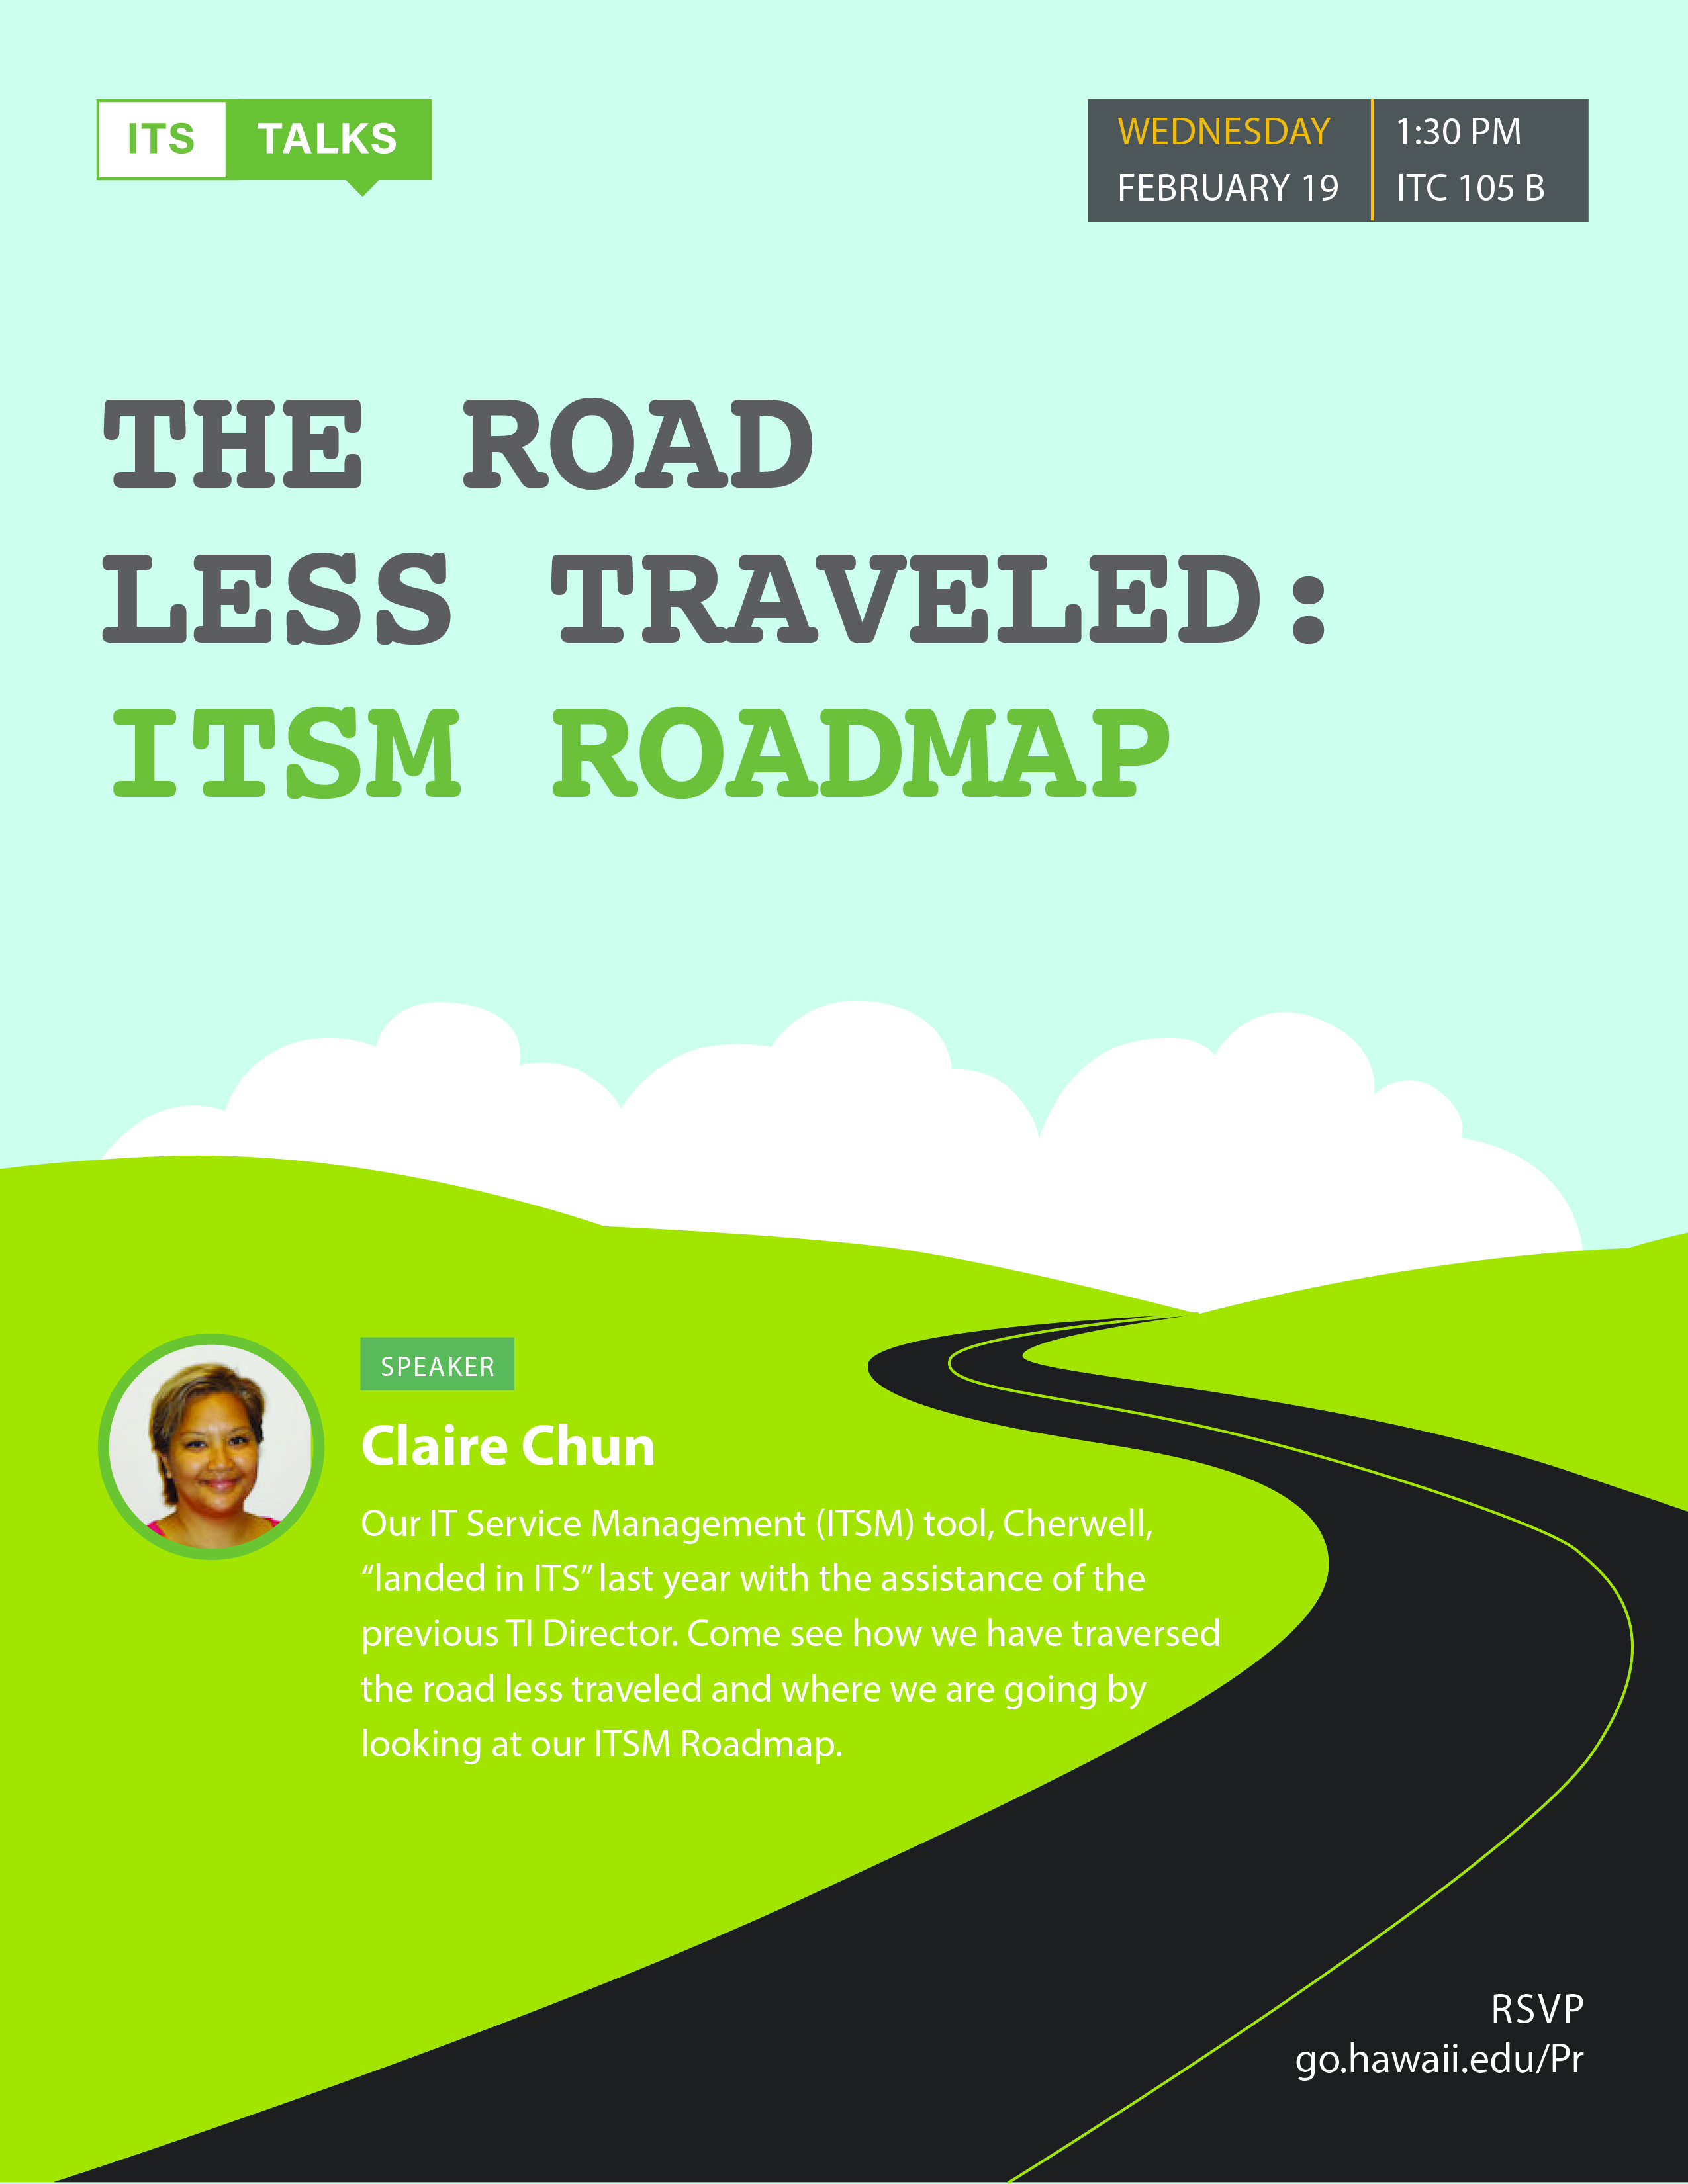 ITS TALKS
WEDNESDAY
FEBRUARY 19
1:30 PM
ITC 105 B
THE ROAD
LESS TRAVELED:
ITSM ROADMAP
SPEAKER
Claire Chun
Our IT Service Management (ITSM) tool, Cherwell,
“landed in ITS” last year with the assistance of the
previous TI Director. Come see how we have traversed
the road less traveled and where we are going by
looking at our ITSM Roadmap.
RSVP
go.hawaii.edu/Pr